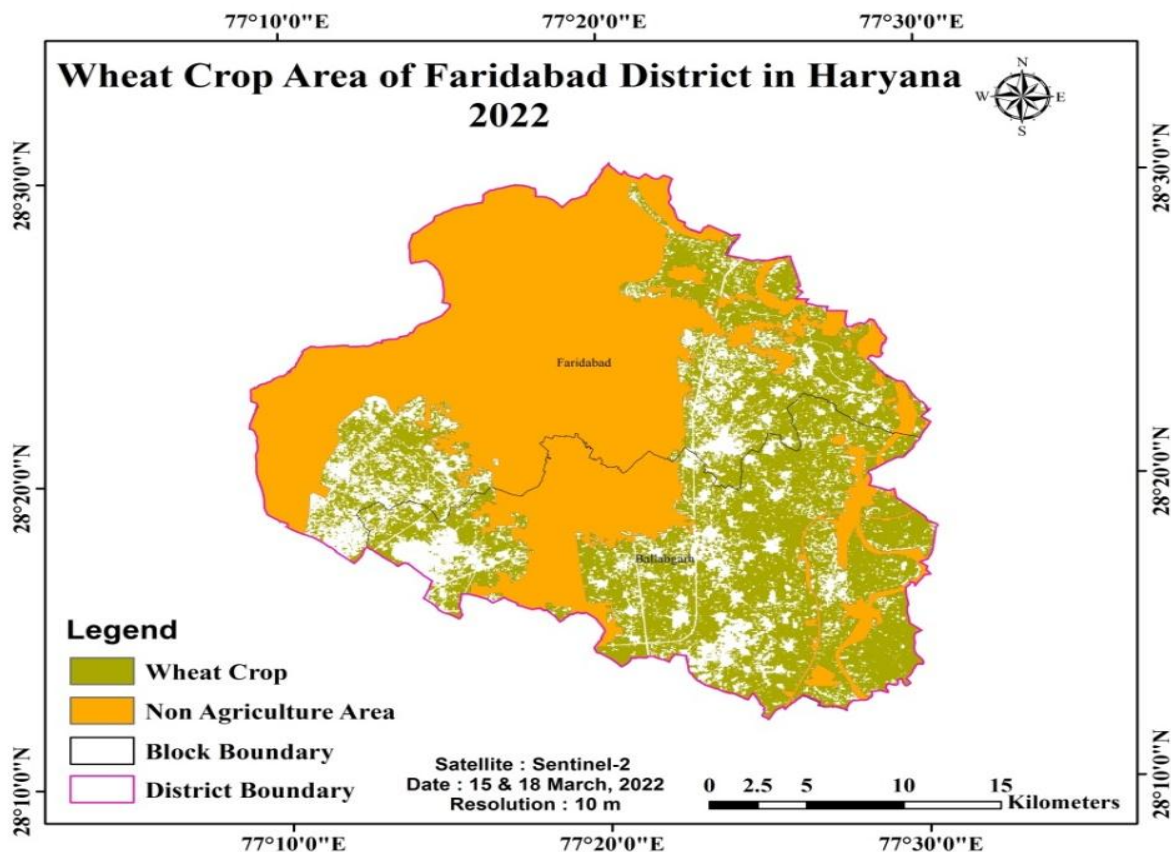 77°10'0"E 77°20'0"E 77°30'0"E
Wheat Crop Area of Faridabad District in Haryana
2022
N
W E
S
28°30'0"N 28°30'0"N
Faridabad
28°20'0"N 28°20'0"N
Ballabgarh
Legend
Wheat Crop
Non Agriculture Area
Block Boundary
District Boundary
Satellite : Sentinel-2
Date : 15 & 18 March, 2022
Resolution : 10 m
0 2.5 5 10 15
Kilometers
28°10'0"N 28°10'0"N
77°10'0"E 77°20'0"E 77°30'0"E